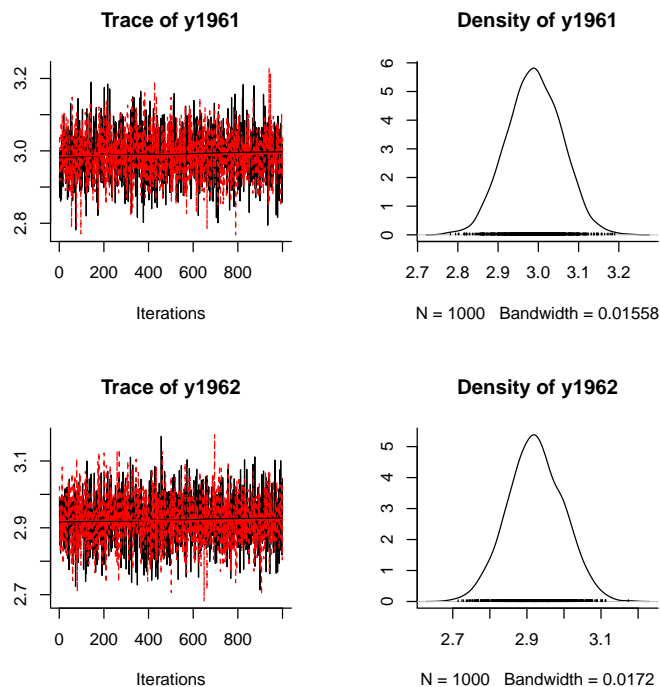 Trace of y1961
2.8 3.0 3.2
0 200 400 600 800
Iterations
Density of y1961
0 1 2 3 4 5 6
2.7 2.8 2.9 3.0 3.1 3.2
N = 1000 Bandwidth = 0.01558
Trace of y1962
2.7 2.9 3.1
0 200 400 600 800
Iterations
Density of y1962
0 1 2 3 4 5
2.7 2.9 3.1
N = 1000 Bandwidth = 0.0172